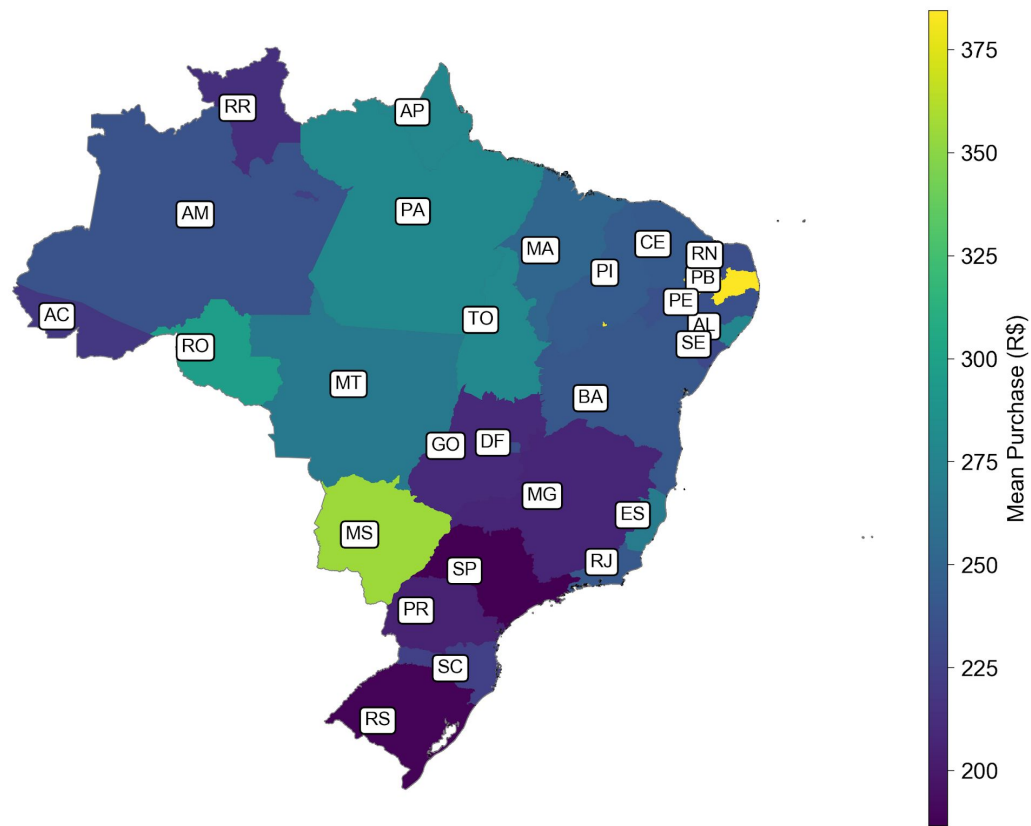 RR
AP
AM
PA
MA
CE
RN
PI
PB
PE
AC
TO
AL
RO
SE
MT
BA
GO
DF
MG
MS
ES
SP
RJ
PR
SC
RS
375
350
325
300
275
250
225
200
Mean Purchase (R$)